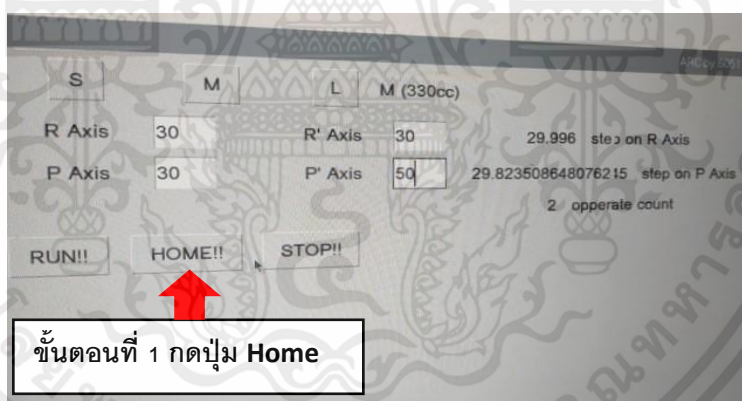 S M L M (330cc)
R Axis 30 R' Axis 30 29.996 step on R Axis
P Axis 30 P' Axis 50 29.823508648076215 step on P Axis
2 opperate count
RUN!! HOME!! STOP!!
ขั้นตอนที่ 1 กดปุ่ม Home